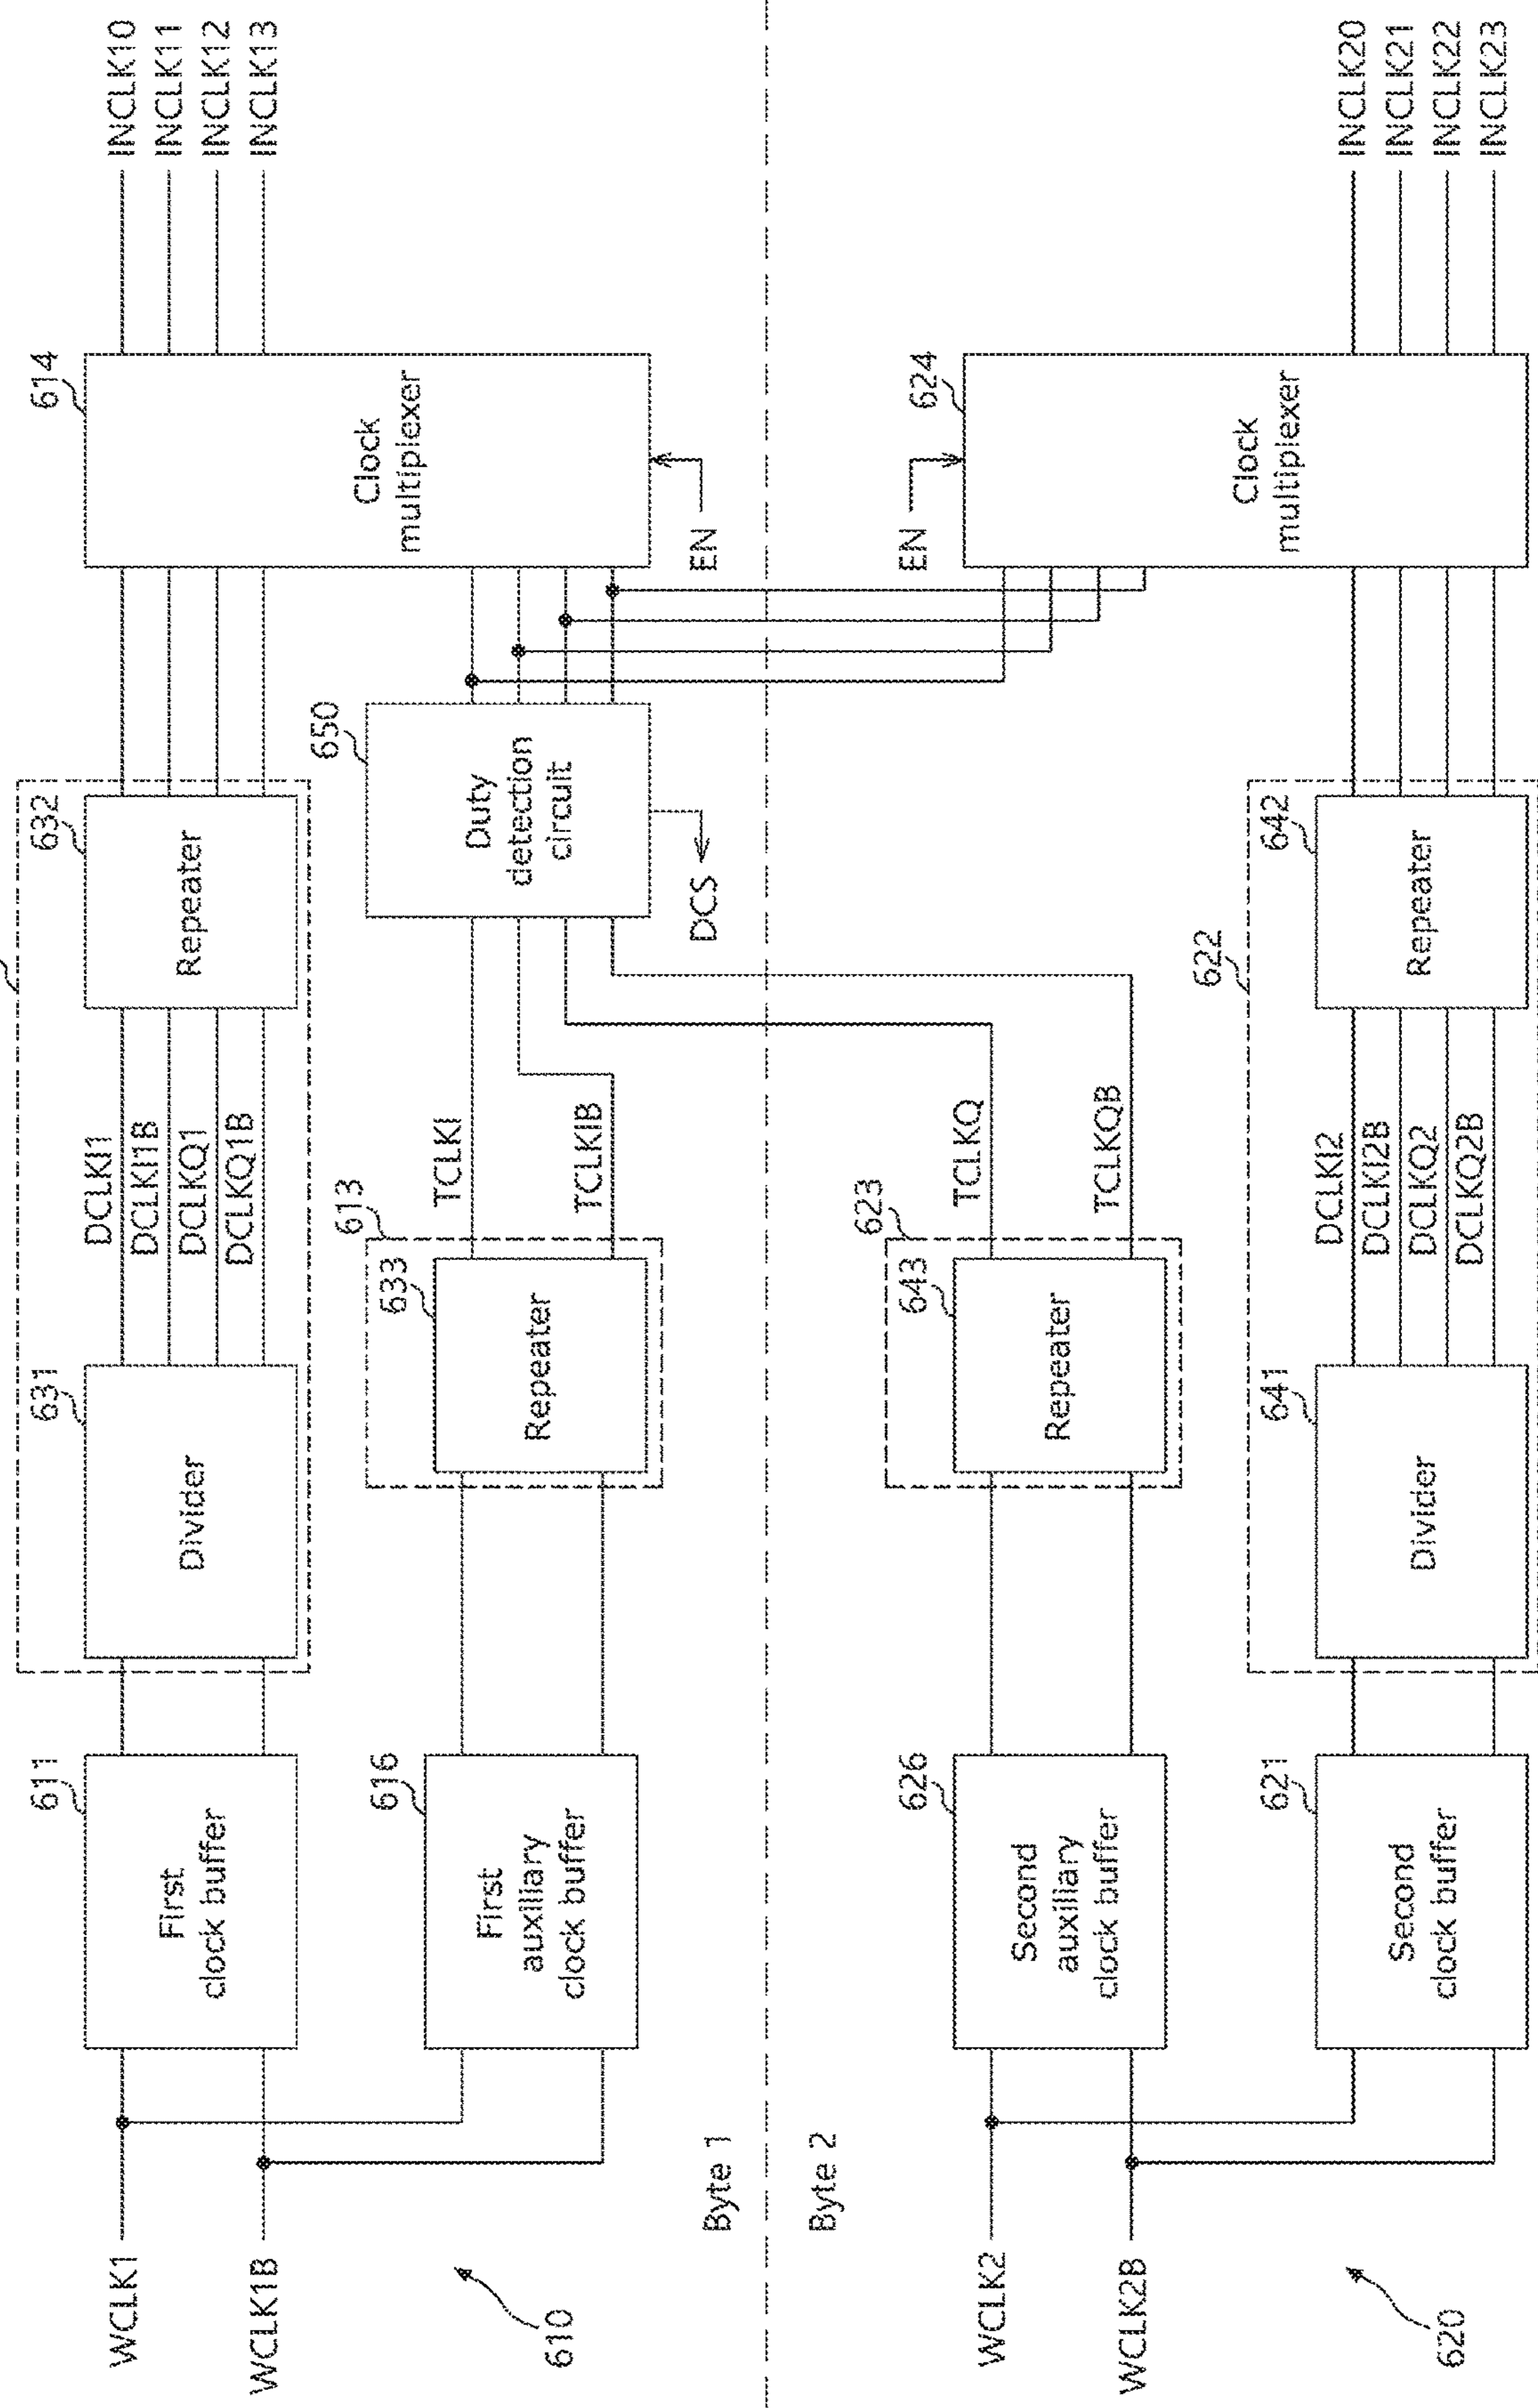 WCLK1
WCLK1B
610
611
First
clock buffer
616
First
auxiliary
clock buffer
631
Divider
DCLKI1
DCLKI1B
DCLKQ1
DCLKQ1B
632
Repeater
613
633
Repeater
TCLKI
TCLKIB
650
Duty
detection
circuit
DCS
614
Clock
multiplexer
EN
INCLK10
INCLK11
INCLK12
INCLK13
Byte 1
Byte 2
WCLK2
WCLK2B
620
626
Second
auxiliary
clock buffer
621
Second
clock buffer
623
643
Repeater
TCLKQ
TCLKQB
622
641
Divider
DCLKI2
DCLKI2B
DCLKQ2
DCLKQ2B
642
Repeater
624
Clock
multiplexer
EN
INCLK20
INCLK21
INCLK22
INCLK23